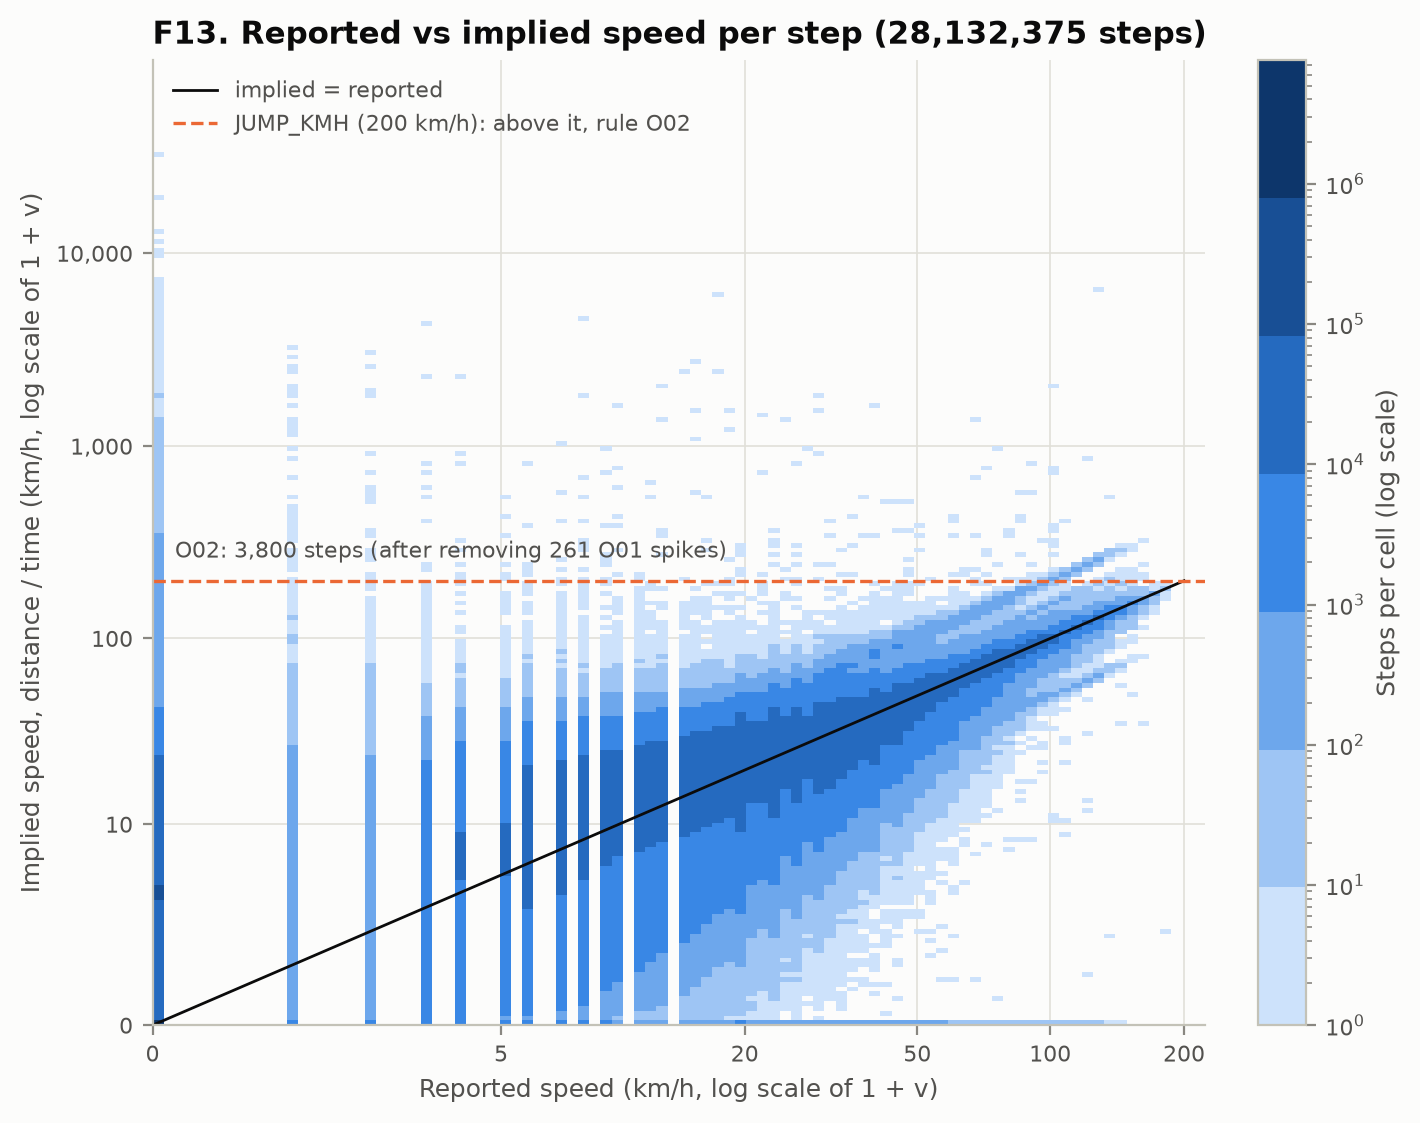 F13. Reported vs implied speed per step (28,132,375 steps)
implied = reported
JUMP_KMH (200 km/h): above it, rule O02
Implied speed, distance / time (km/h, log scale of 1 + v)
10,000
1,000
100
10
0
O02: 3,800 steps (after removing 261 O01 spikes)
0
5
20
50
100
200
Reported speed (km/h, log scale of 1 + v)
10⁶
10⁵
10⁴
10³
10²
10¹
10⁰
Steps per cell (log scale)